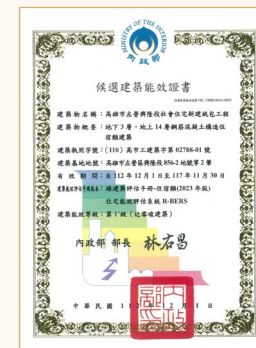 MINISTRY OF THE INTERIOR
內政部
候選建築能效證書
建築物名稱：高雄市左營興隆段社會住宅新建統包工程
建築物概要：地下3層，地上14層鋼筋混凝土構造住
宿類建築
建築執照字號：(110)高市工建築字第02788-01號
建築基地地號：高雄市左營區興隆段856-2地號等2筆
有效期間：自112年12月1日至117年11月30日
建築能效評估手冊版本：綠建築評估手冊-住宿類(2023年版)
住宅能效評估系統R-BERS
建築能效等級：第1⁺級(近零碳建築)
內政部 部長 林右昌
中華民國112年12月1日